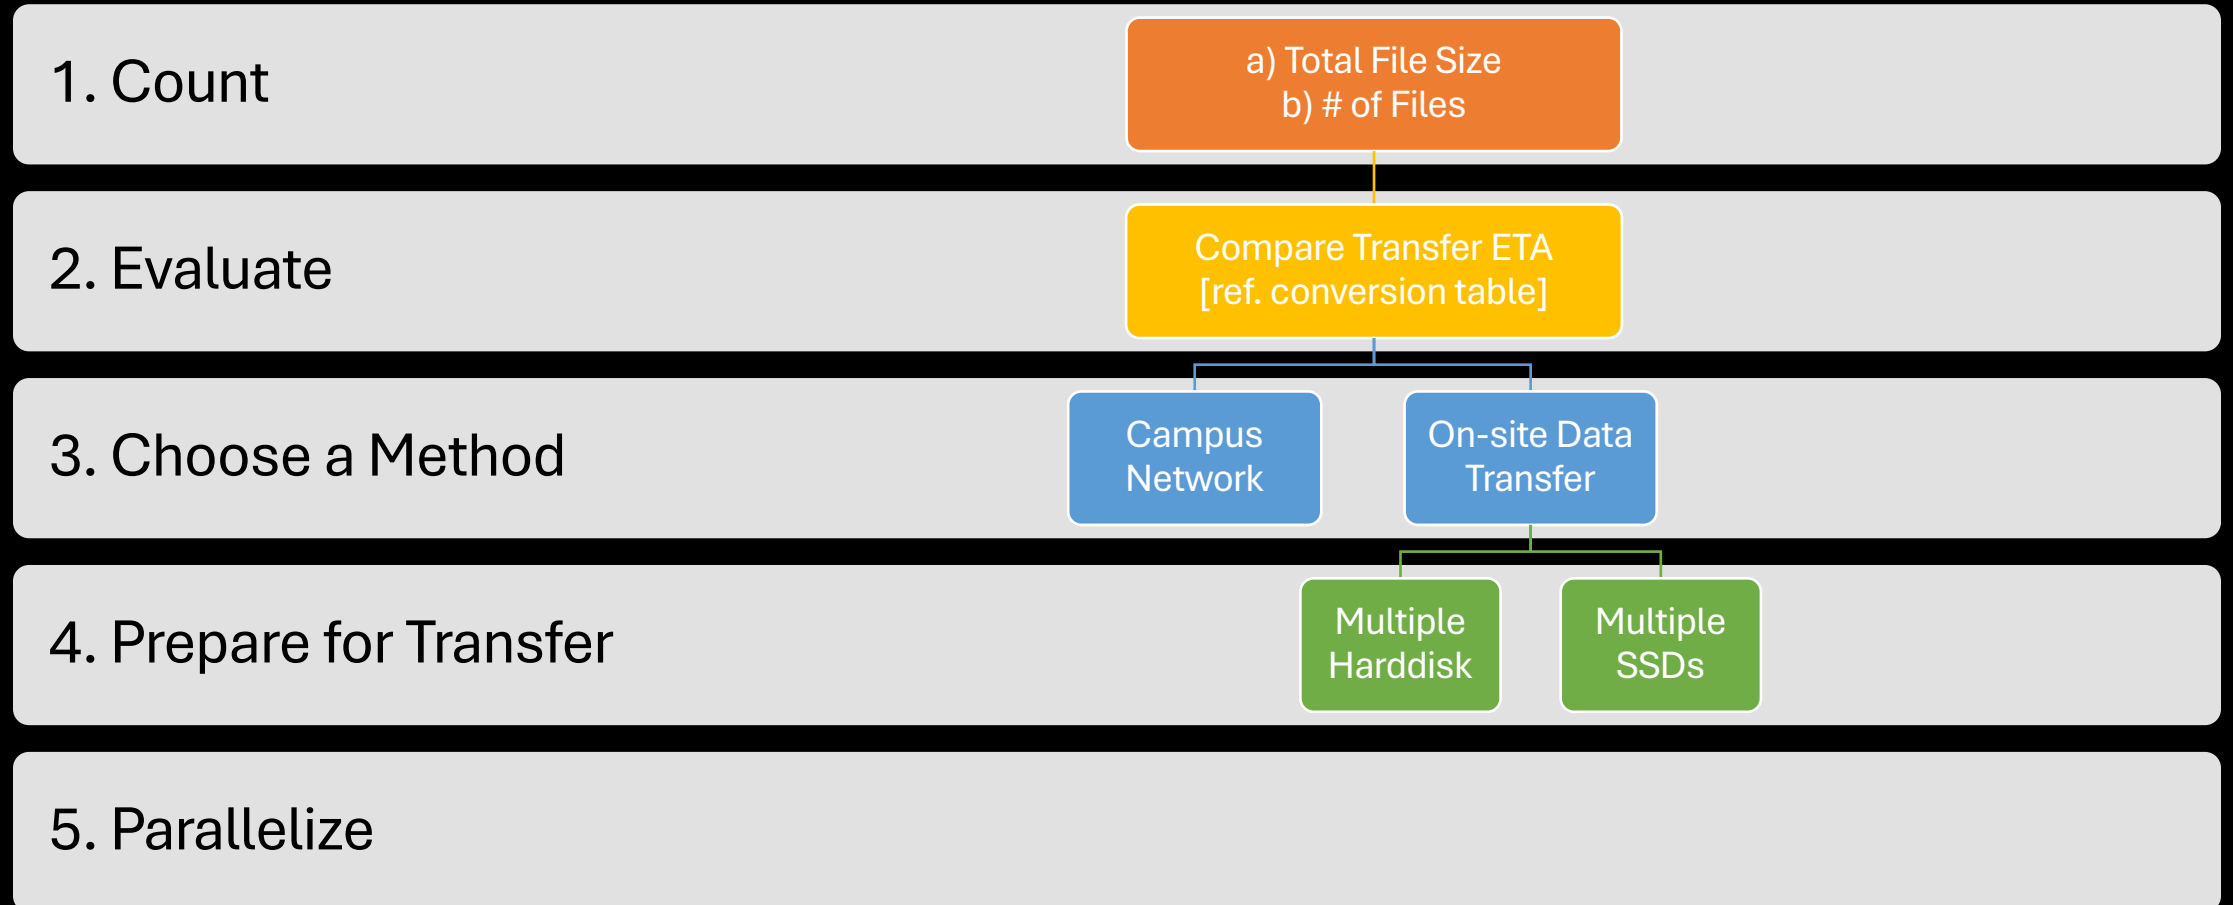 1. Count
a) Total File Size
b) # of Files
2. Evaluate
Compare Transfer ETA
[ref. conversion table]
3. Choose a Method
Campus
Network
On-site Data
Transfer
4. Prepare for Transfer
Multiple
Harddisk
Multiple
SSDs
5. Parallelize